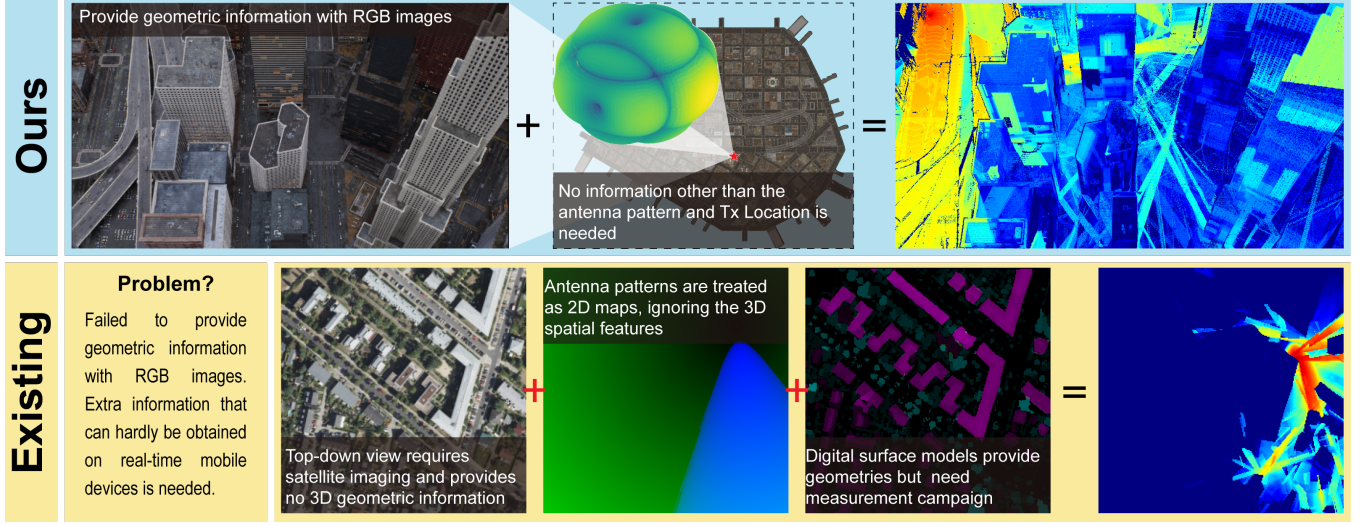 Ours
Provide geometric information with RGB images
+
No information other than the
antenna pattern and Tx Location is
needed
=
Existing
Problem?
Failed to provide
geometric information
with RGB images.
Extra information that
can hardly be obtained
on real-time mobile
devices is needed.
Top-down view requires
satellite imaging and provides
no 3D geometric information
+
Antenna patterns are treated
as 2D maps, ignoring the 3D
spatial features
+
Digital surface models provide
geometries but need
measurement campaign
=